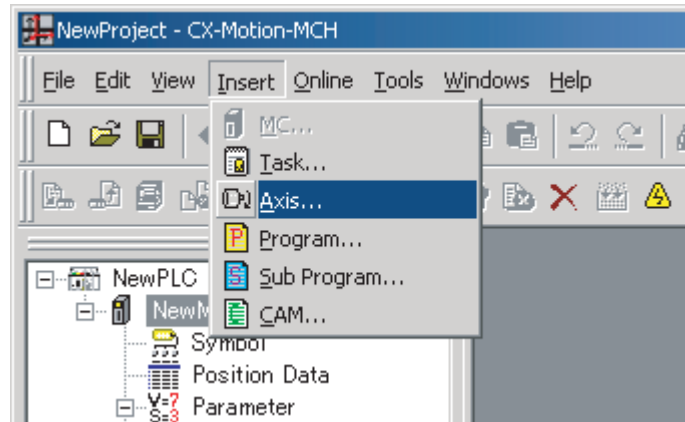 NewProject - CX-Motion-MCH
File Edit View Insert Online Tools Windows Help
MC...
Task...
Axis...
Program...
Sub Program...
CAM...
NewPLC
Symbol
Position Data
Parameter